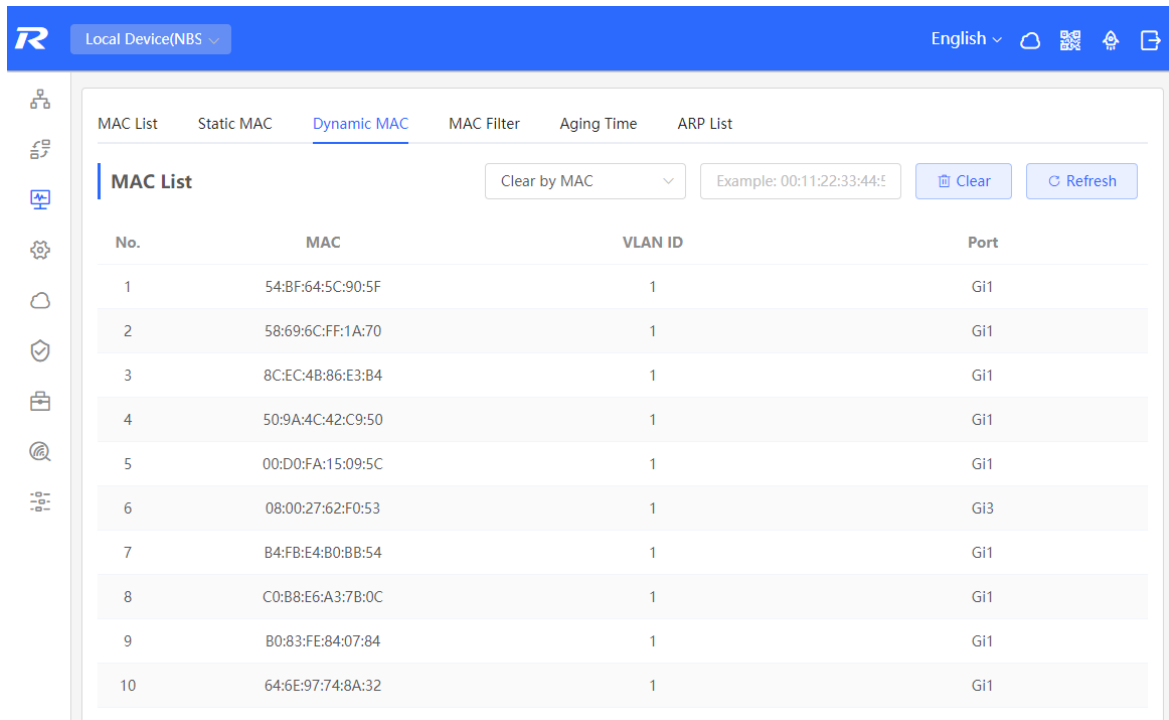 R Local Device(NBS English
MAC List Static MAC Dynamic MAC MAC Filter Aging Time ARP List
MAC List Clear by MAC Example: 00:11:22:33:44:5 Clear Refresh
No. MAC VLAN ID Port
1 54:BF:64:5C:90:5F 1 Gi1
2 58:69:6C:FF:1A:70 1 Gi1
3 8C:EC:4B:86:E3:B4 1 Gi1
4 50:9A:4C:42:C9:50 1 Gi1
5 00:D0:FA:15:09:5C 1 Gi1
6 08:00:27:62:F0:53 1 Gi3
7 B4:FB:E4:B0:BB:54 1 Gi1
8 C0:B8:E6:A3:7B:0C 1 Gi1
9 B0:83:FE:84:07:84 1 Gi1
10 64:6E:97:74:8A:32 1 Gi1